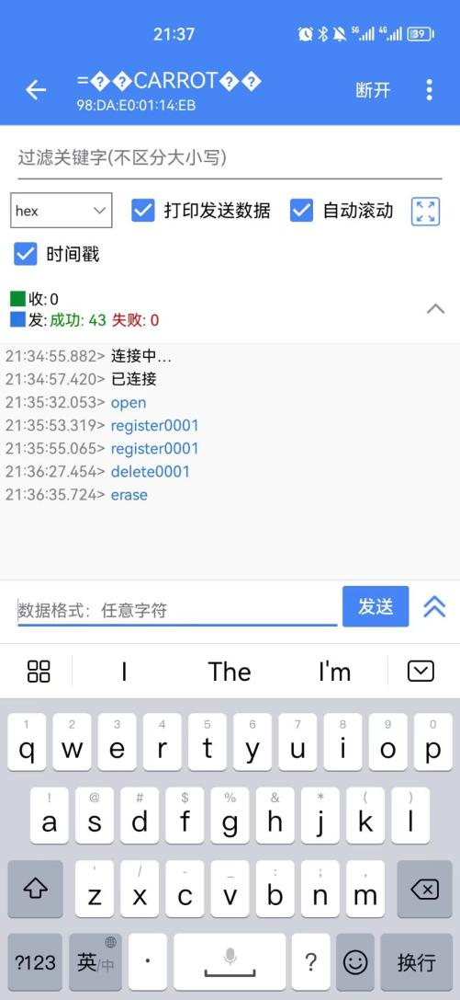 21:37
5G 4G 39
=��CARROT��
98:DA:E0:01:14:EB
断开
过滤关键字(不区分大小写)
hex 打印发送数据 自动滚动
时间戳
收: 0
发: 成功: 43 失败: 0
21:34:55.882> 连接中...
21:34:57.420> 已连接
21:35:32.053> open
21:35:53.319> register0001
21:35:55.065> register0001
21:36:27.454> delete0001
21:36:35.724> erase
数据格式: 任意字符 发送
I The I'm
1 2 3 4 5 6 7 8 9 0
q w e r t y u i o p
! @ # $ % & * ( )
a s d f g h j k l
' / - _ : ; ,
z x c v b n m
?123 英/中 · ? 换行